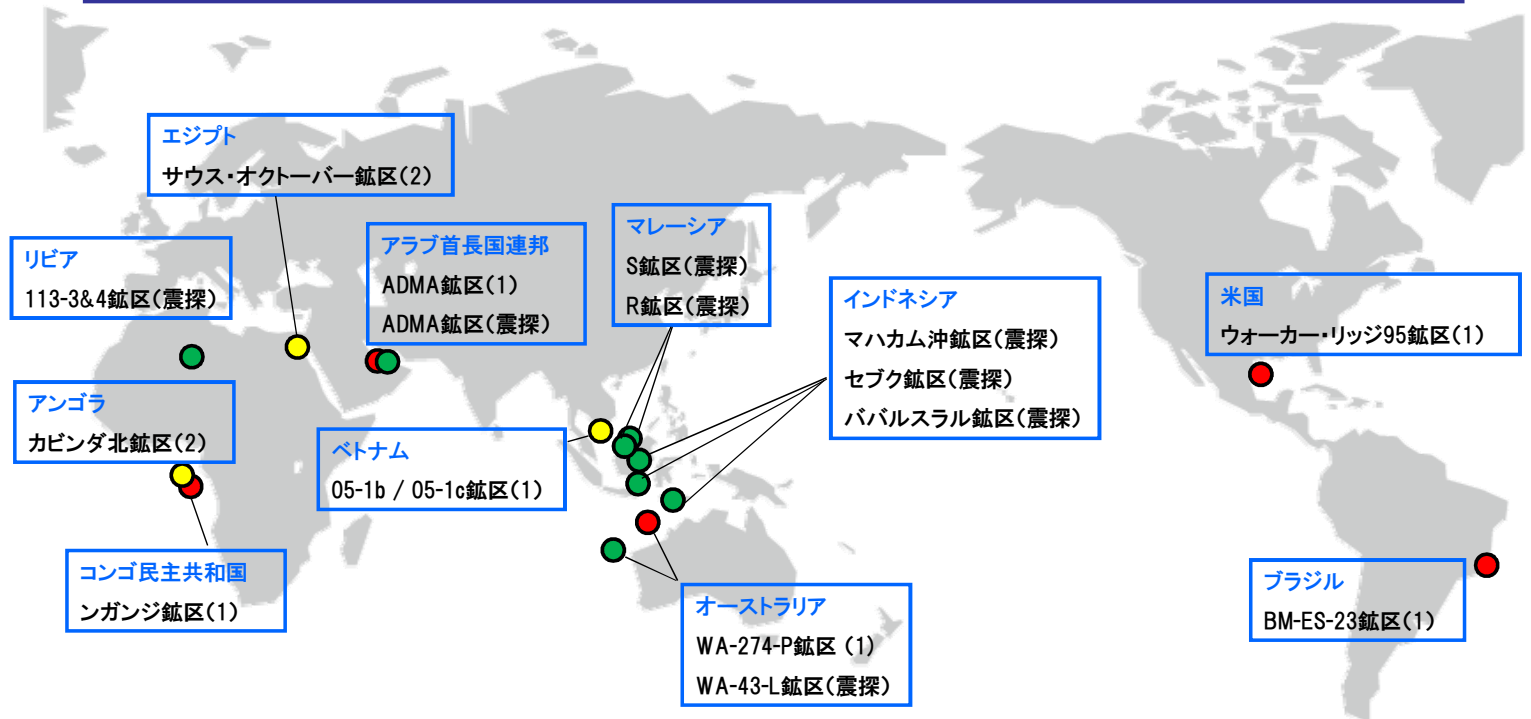 エジプト
サウス・オクトーバー鉱区(2)
リビア
113-3&4鉱区(震探)
アラブ首長国連邦
ADMA鉱区(1)
ADMA鉱区(震探)
マレーシア
S鉱区(震探)
R鉱区(震探)
インドネシア
マハカム沖鉱区(震探)
セブク鉱区(震探)
ババルスラル鉱区(震探)
米国
ウォーカー・リッジ95鉱区(1)
アンゴラ
カビンダ北鉱区(2)
ベトナム
05-1b / 05-1c鉱区(1)
コンゴ民主共和国
ンガンジ鉱区(1)
オーストラリア
WA-274-P鉱区 (1)
WA-43-L鉱区(震探)
ブラジル
BM-ES-23鉱区(1)